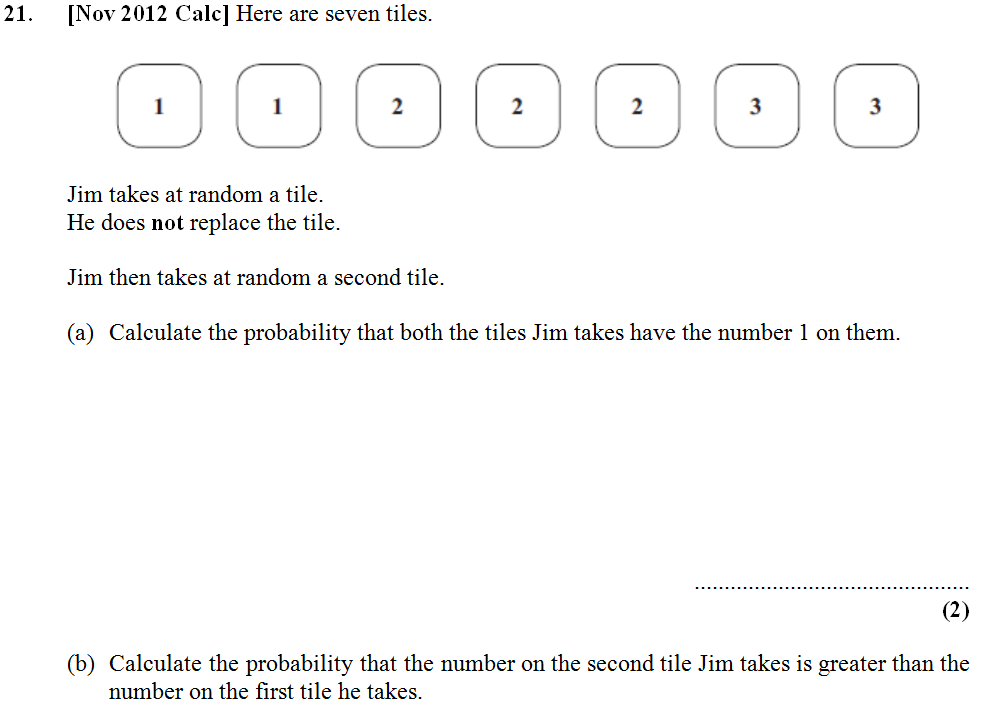 21. [Nov 2012 Calc] Here are seven tiles.
1 1 2 2 2 3 3
Jim takes at random a tile.
He does not replace the tile.
Jim then takes at random a second tile.
(a) Calculate the probability that both the tiles Jim takes have the number 1 on them.
..............................................
(2)
(b) Calculate the probability that the number on the second tile Jim takes is greater than the
number on the first tile he takes.